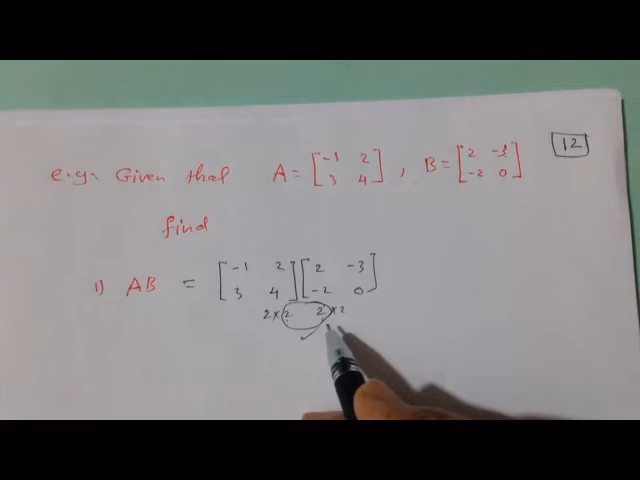 12
e.g. Given that A = [-1 2 3 4] , B = [2 -3 -2 0]
find
1) AB = [-1 2 3 4] [2 -3 -2 0]
2×2 2×2